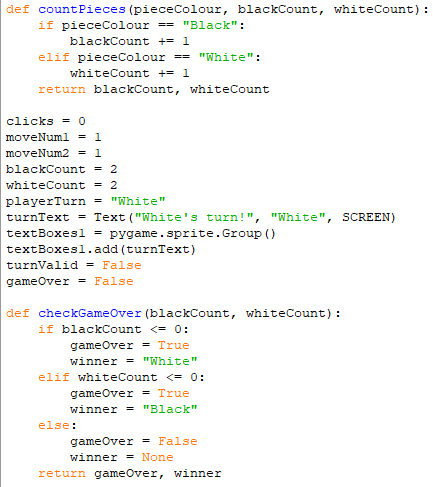 def countPieces(pieceColour, blackCount, whiteCount):
    if pieceColour == "Black":
        blackCount += 1
    elif pieceColour == "White":
        whiteCount += 1
    return blackCount, whiteCount

clicks = 0
moveNum1 = 1
moveNum2 = 1
blackCount = 2
whiteCount = 2
playerTurn = "White"
turnText = Text("White's turn!", "White", SCREEN)
textBoxes1 = pygame.sprite.Group()
textBoxes1.add(turnText)
turnValid = False
gameOver = False

def checkGameOver(blackCount, whiteCount):
    if blackCount <= 0:
        gameOver = True
        winner = "White"
    elif whiteCount <= 0:
        gameOver = True
        winner = "Black"
    else:
        gameOver = False
        winner = None
    return gameOver, winner